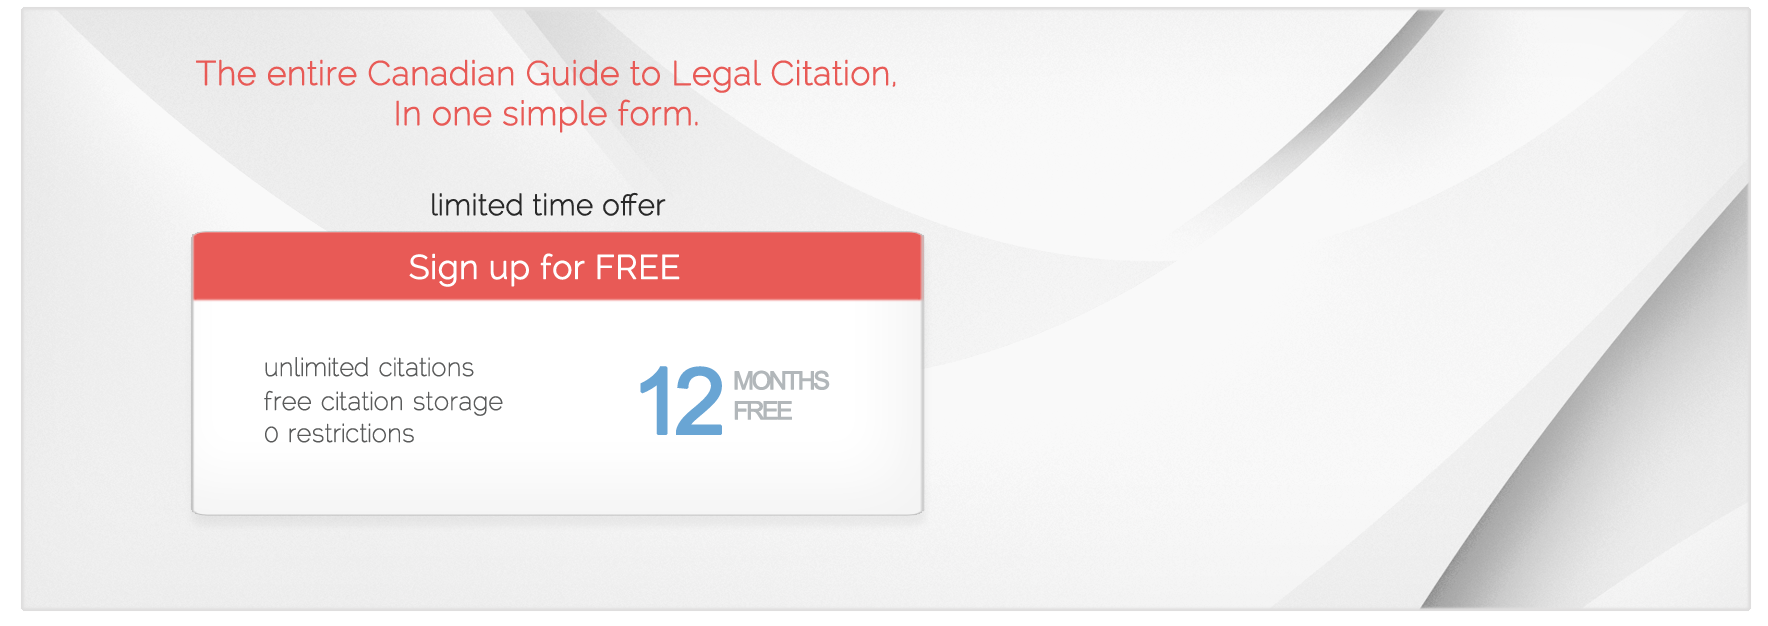 The entire Canadian Guide to Legal Citation,
In one simple form.
limited time offer
Sign up for FREE
unlimited citations
free citation storage
0 restrictions
12 MONTHS
FREE